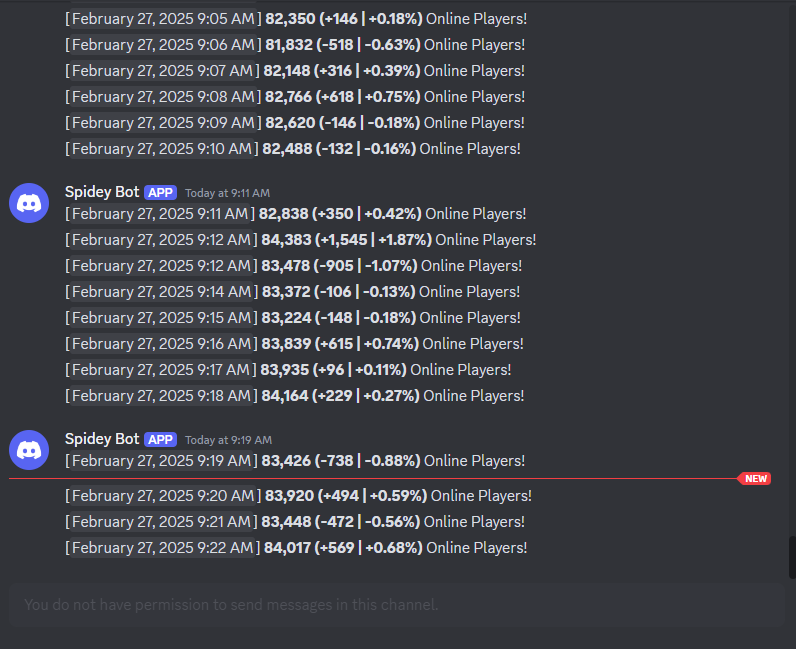 [February 27, 2025 9:05 AM] 82,350 (+146 | +0.18%) Online Players!
[February 27, 2025 9:06 AM] 81,832 (-518 | -0.63%) Online Players!
[February 27, 2025 9:07 AM] 82,148 (+316 | +0.39%) Online Players!
[February 27, 2025 9:08 AM] 82,766 (+618 | +0.75%) Online Players!
[February 27, 2025 9:09 AM] 82,620 (-146 | -0.18%) Online Players!
[February 27, 2025 9:10 AM] 82,488 (-132 | -0.16%) Online Players!
Spidey Bot APP Today at 9:11 AM
[February 27, 2025 9:11 AM] 82,838 (+350 | +0.42%) Online Players!
[February 27, 2025 9:12 AM] 84,383 (+1,545 | +1.87%) Online Players!
[February 27, 2025 9:12 AM] 83,478 (-905 | -1.07%) Online Players!
[February 27, 2025 9:14 AM] 83,372 (-106 | -0.13%) Online Players!
[February 27, 2025 9:15 AM] 83,224 (-148 | -0.18%) Online Players!
[February 27, 2025 9:16 AM] 83,839 (+615 | +0.74%) Online Players!
[February 27, 2025 9:17 AM] 83,935 (+96 | +0.11%) Online Players!
[February 27, 2025 9:18 AM] 84,164 (+229 | +0.27%) Online Players!
Spidey Bot APP Today at 9:19 AM
[February 27, 2025 9:19 AM] 83,426 (-738 | -0.88%) Online Players!
NEW
[February 27, 2025 9:20 AM] 83,920 (+494 | +0.59%) Online Players!
[February 27, 2025 9:21 AM] 83,448 (-472 | -0.56%) Online Players!
[February 27, 2025 9:22 AM] 84,017 (+569 | +0.68%) Online Players!
You do not have permission to send messages in this channel.